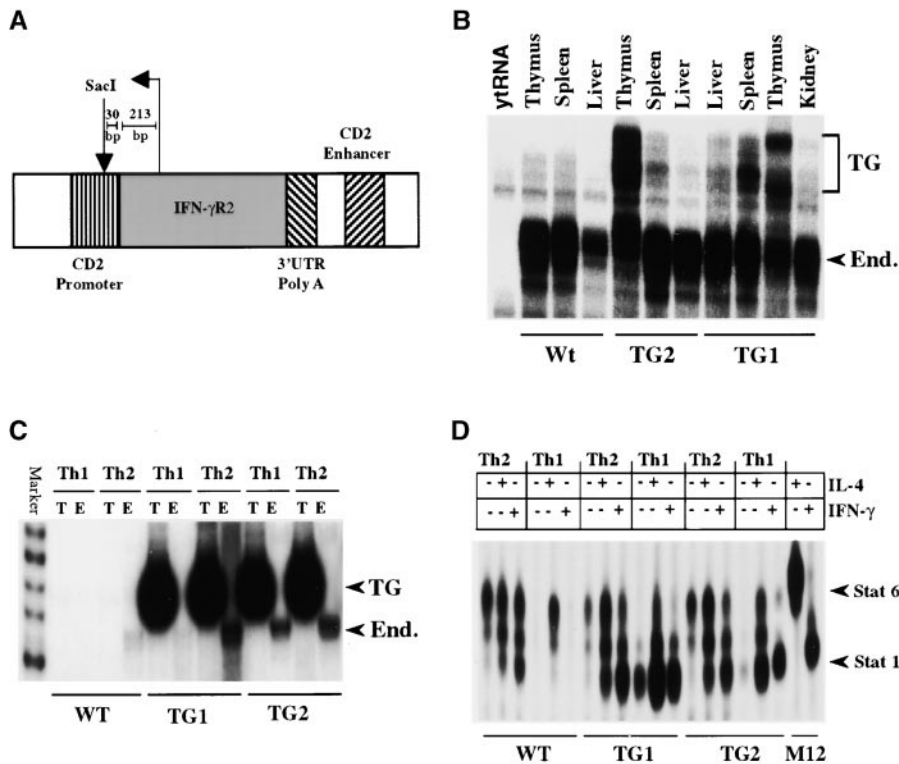 A
SacI
30
213
bp
bp
CD2
Enhancer
IFN-γR2
CD2
Promoter
3'UTR
Poly A
B
ytRNA
Thymus
Spleen
Liver
Thymus
Spleen
Liver
Liver
Spleen
Thymus
Kidney
TG
End.
Wt
TG2
TG1
C
Marker
Th1 Th2 Th1 Th2 Th1 Th2
T E T E T E T E T E T E
TG
End.
WT
TG1
TG2
D
Th2 Th1 Th2 Th1 Th2 Th1
- + - - + - - + - - + - - + - - + - + - IL-4
- - + - - + - - + - - + - - + - - + - + IFN-γ
Stat 6
Stat 1
WT
TG1
TG2
M12